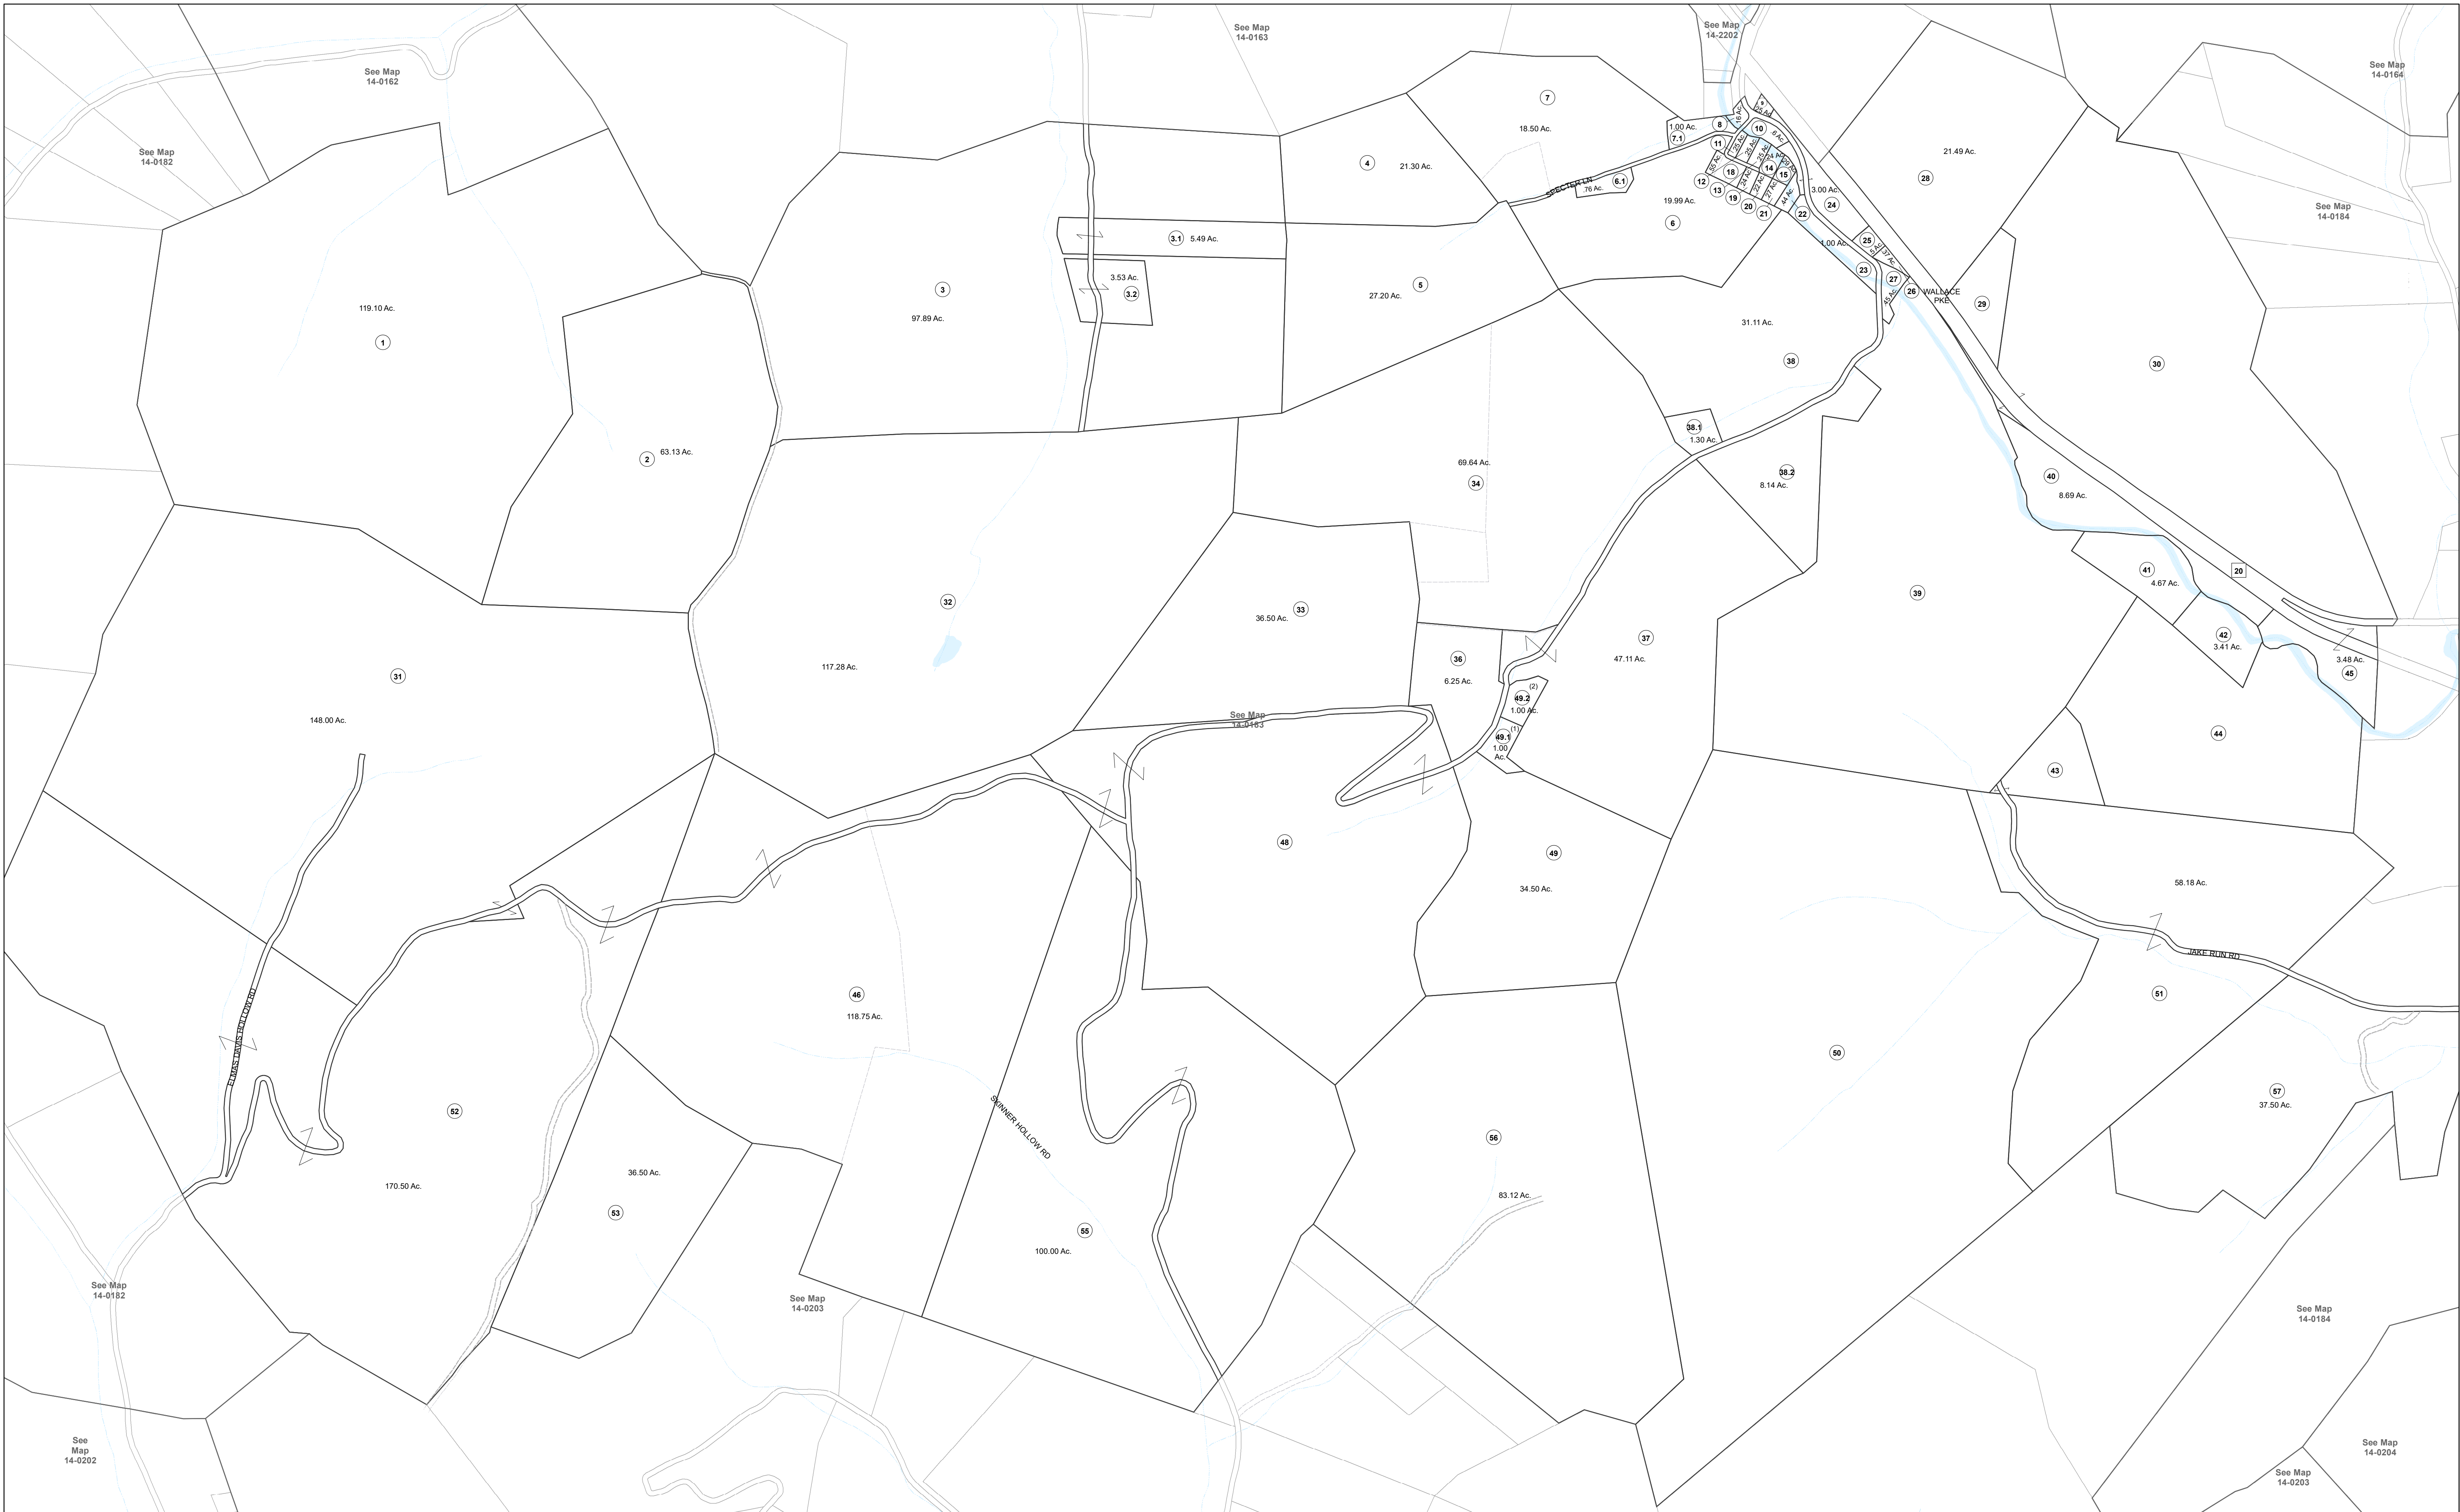 See Map
14-0163
See Map
14-2202
See Map
14-0162
See Map
14-0164
See Map
14-0182
See Map
14-0184
7
18.50 Ac.
1.00 Ac.
7.1
8
9
10
11
4
21.30 Ac.
SPECTER LN
.76 Ac.
6.1
19.99 Ac.
6
12
13
18
14
15
19
20
21
22
3.00 Ac.
24
21.49 Ac.
28
3.1
5.49 Ac.
3.53 Ac.
3.2
3
97.89 Ac.
5
27.20 Ac.
1.00 Ac.
25
23
27
26
WALLACE
PKE
29
119.10 Ac.
1
31.11 Ac.
38
30
38.1
1.30 Ac.
2
63.13 Ac.
69.64 Ac.
34
38.2
8.14 Ac.
40
8.69 Ac.
41
4.67 Ac.
20
39
32
36.50 Ac.
33
37
47.11 Ac.
42
3.41 Ac.
3.48 Ac.
45
117.28 Ac.
36
6.25 Ac.
31
148.00 Ac.
See Map
14-0183
(2)
49.2
1.00 Ac.
(1)
49.1
1.00
Ac.
44
43
48
49
34.50 Ac.
58.18 Ac.
JAKE RUN RD
51
46
118.75 Ac.
ELMAS DAVIS HOLLOW RD
50
57
37.50 Ac.
52
170.50 Ac.
SKINNER HOLLOW RD
56
83.12 Ac.
36.50 Ac.
53
55
100.00 Ac.
See Map
14-0182
See Map
14-0203
See Map
14-0184
See
Map
14-0202
See Map
14-0204
See Map
14-0203